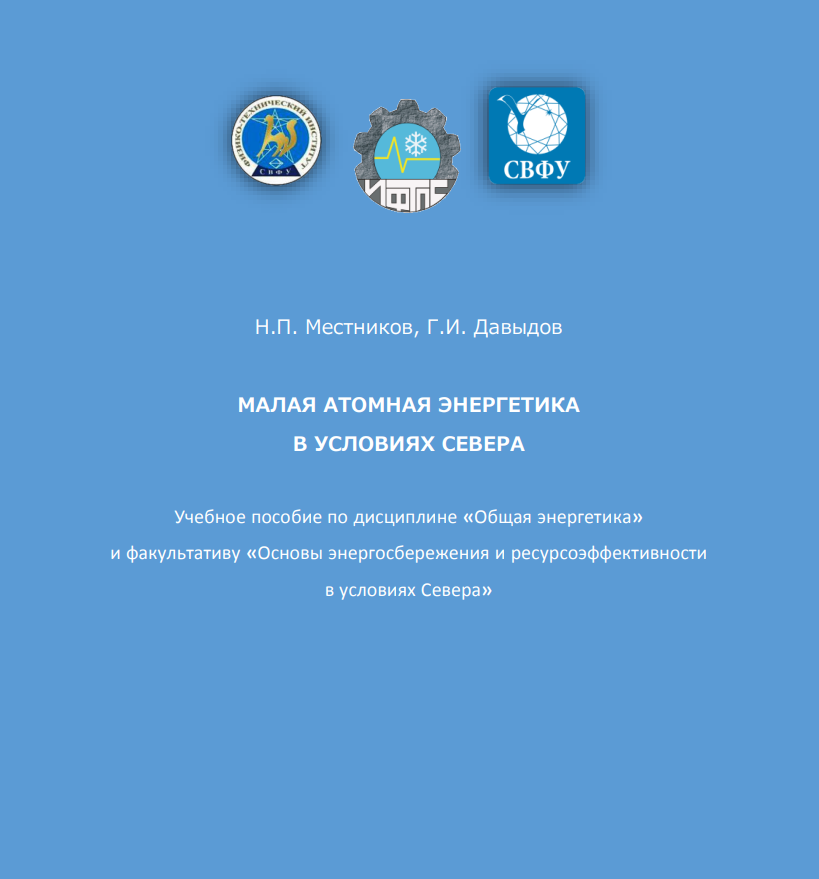 ФИЗИКО-ТЕХНИЧЕСКИЙ ИНСТИТУТ
СВФУ
ИФТПС
СВФУ
Н.П. Местников, Г.И. Давыдов
МАЛАЯ АТОМНАЯ ЭНЕРГЕТИКА
В УСЛОВИЯХ СЕВЕРА
Учебное пособие по дисциплине «Общая энергетика»
и факультативу «Основы энергосбережения и ресурсоэффективности
в условиях Севера»